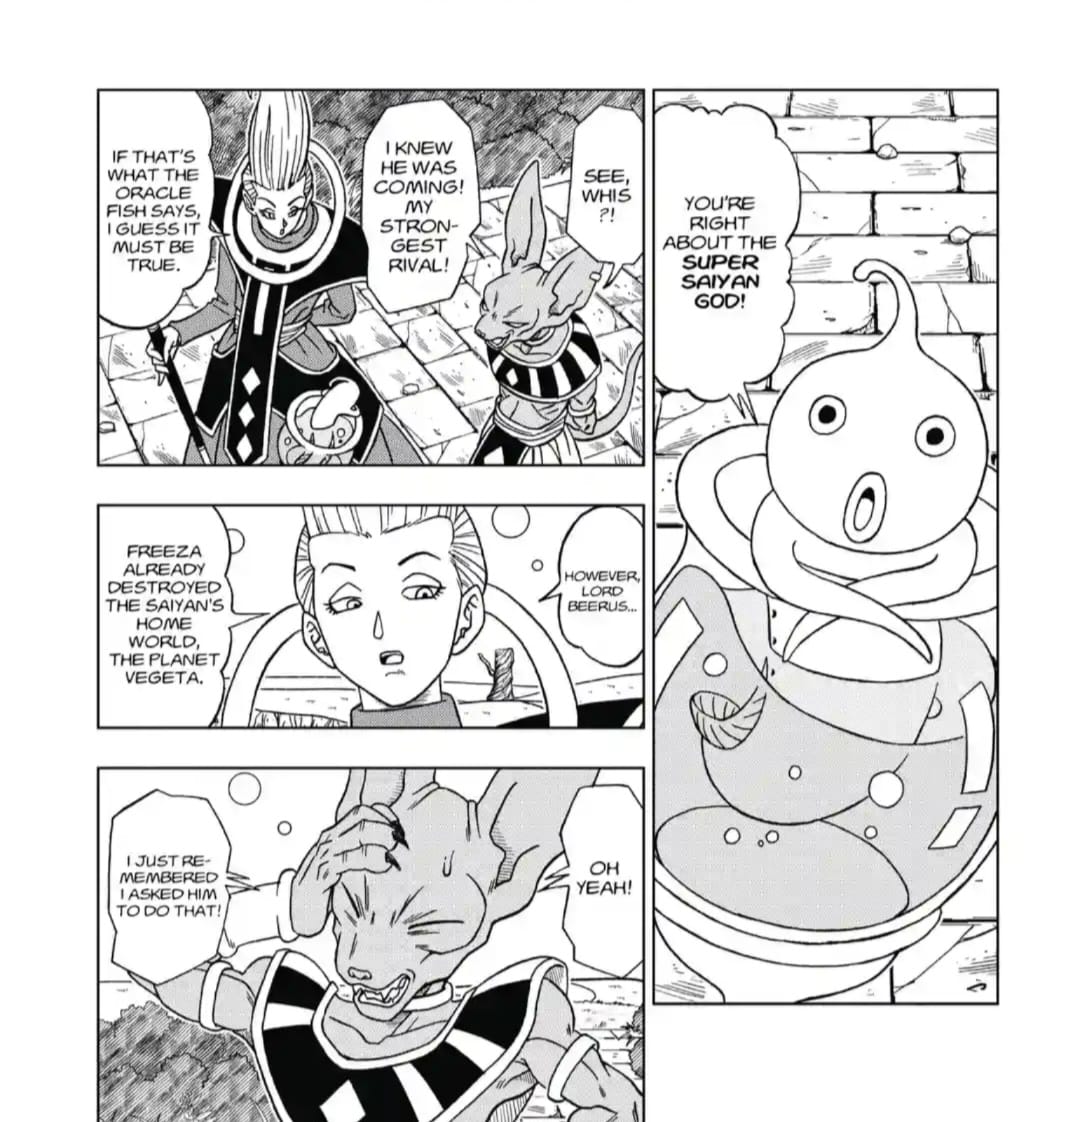 YOU'RE
RIGHT
ABOUT THE
SUPER
SAIYAN
GOD!
SEE,
WHIS
?!
I KNEW
HE WAS
COMING!
MY
STRON-
GEST
RIVAL!
IF THAT'S
WHAT THE
ORACLE
FISH SAYS,
I GUESS IT
MUST BE
TRUE.
HOWEVER,
LORD
BEERUS...
FREEZA
ALREADY
DESTROYED
THE SAIYAN'S
HOME
WORLD,
THE PLANET
VEGETA.
OH
YEAH!
I JUST RE-
MEMBERED
I ASKED HIM
TO DO THAT!